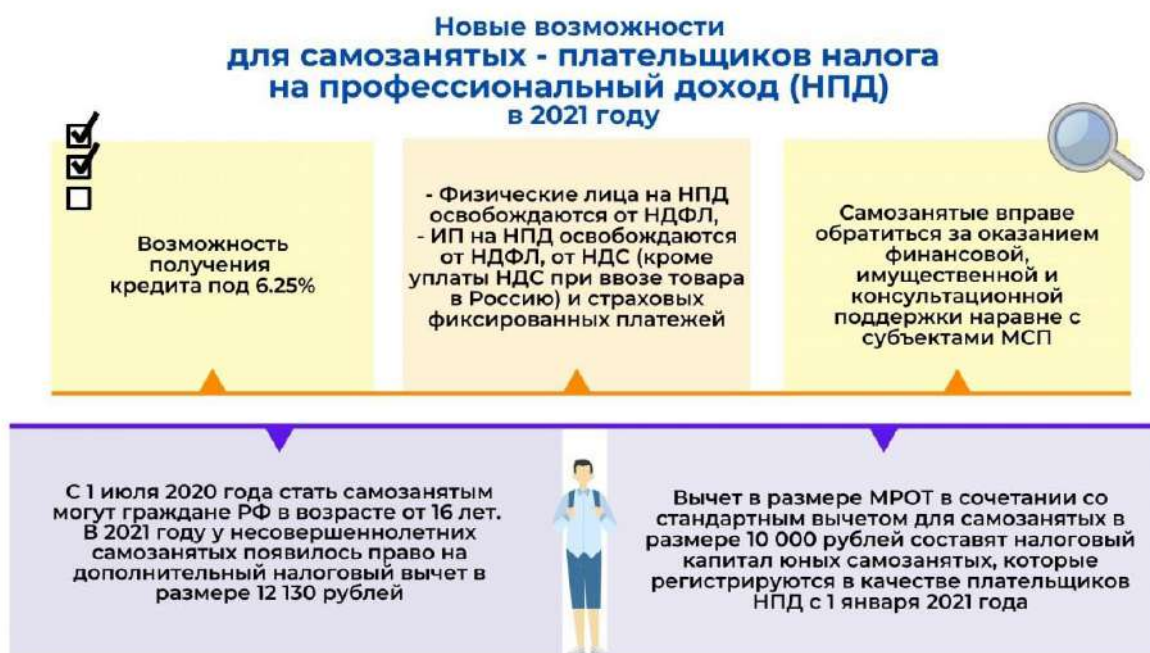 Новые возможности
для самозанятых - плательщиков налога
на профессиональный доход (НПД)
в 2021 году
Возможность
получения
кредита под 6.25%
- Физические лица на НПД
освобождаются от НДФЛ,
- ИП на НПД освобождаются
от НДФЛ, от НДС (кроме
уплаты НДС при ввозе товара
в Россию) и страховых
фиксированных платежей
Самозанятые вправе
обратиться за оказанием
финансовой,
имущественной и
консультационной
поддержки наравне с
субъектами МСП
С 1 июля 2020 года стать самозанятым
могут граждане РФ в возрасте от 16 лет.
В 2021 году у несовершеннолетних
самозанятых появилось право на
дополнительный налоговый вычет в
размере 12 130 рублей
Вычет в размере МРОТ в сочетании со
стандартным вычетом для самозанятых в
размере 10 000 рублей составят налоговый
капитал юных самозанятых, которые
регистрируются в качестве плательщиков
НПД с 1 января 2021 года